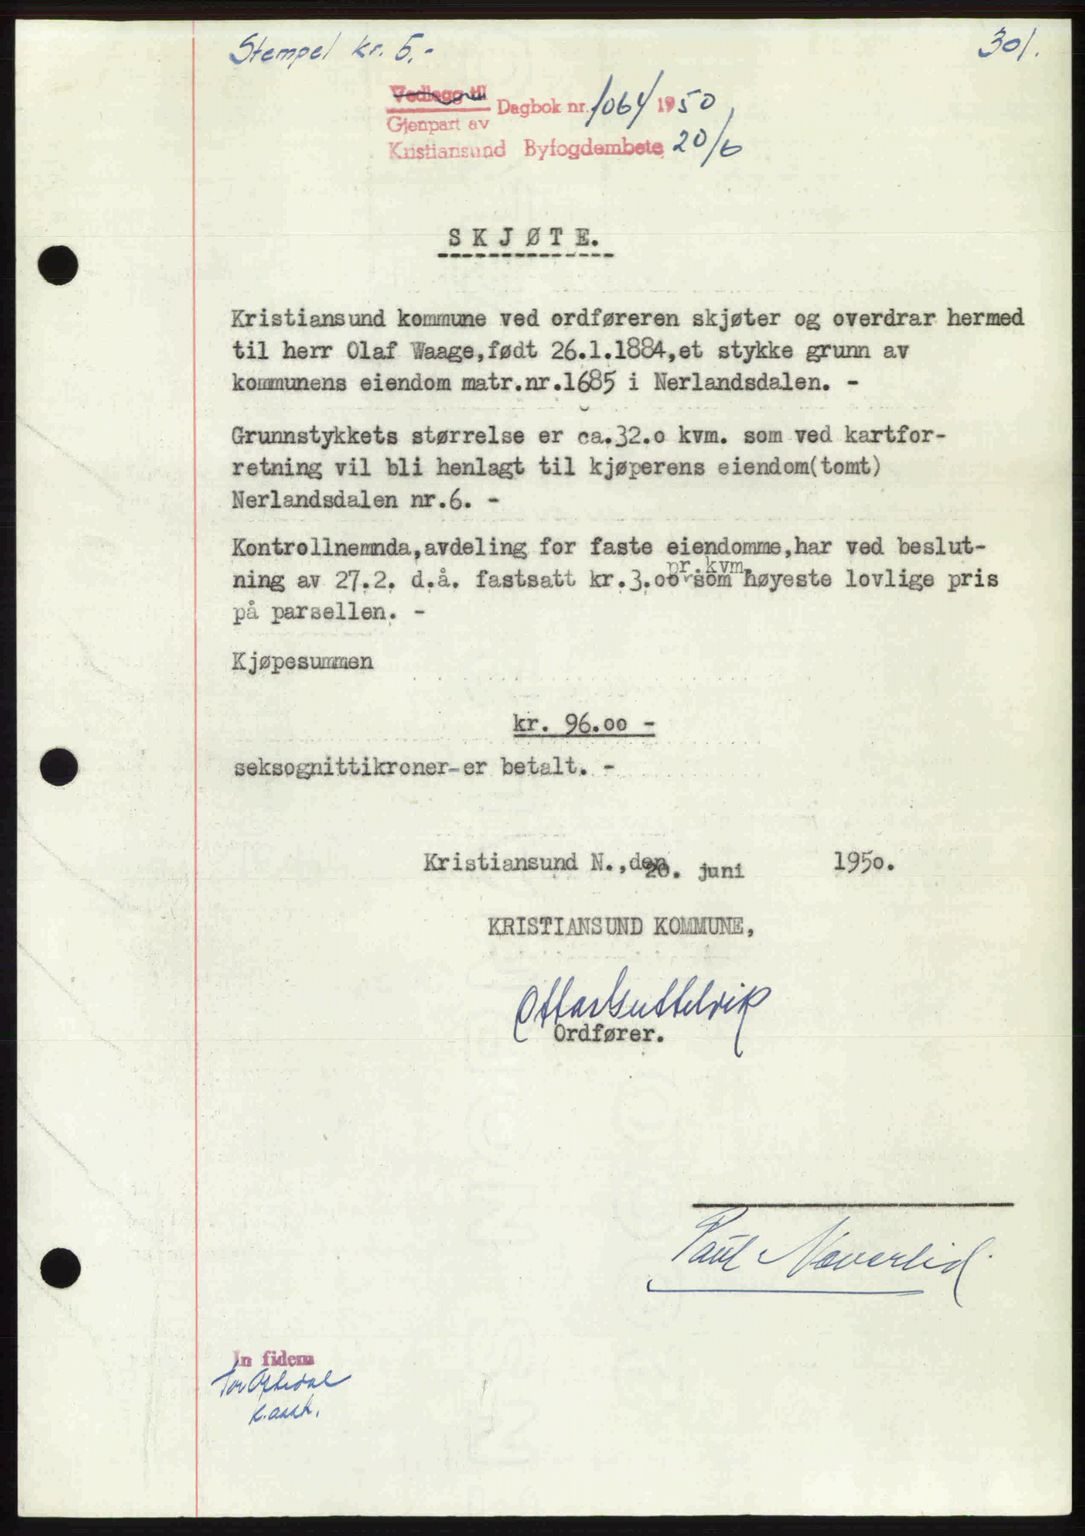 Stempel kr. 5.-
301.
Vedlegg til
Dagbok nr. 1064 1950
Gjenpart av
Kristiansund Byfogdembete 20/6
SKJØTE.
Kristiansund kommune ved ordføreren skjøter og overdrar hermed
til herr Olaf Waage,født 26.1.1884,et stykke grunn av
kommunens eiendom matr.nr.1685 i Nerlandsdalen. -
Grunnstykkets størrelse er ca.32.o kvm. som ved kartfor-
retning vil bli henlagt til kjøperens eiendom(tomt)
Nerlandsdalen nr.6. -
Kontrollnemnda,avdeling for faste eiendomme,har ved beslut-
pr.kvm.
ning av 27.2. d.å. fastsatt kr.3.oo som høyeste lovlige pris
på parsellen. -
Kjøpesummen
kr. 96.oo -
seksognittikroner-er betalt. -
Kristiansund N.,den 20. juni 1950.
KRISTIANSUND KOMMUNE,
Ottar Guttelvik
Ordfører.
Paul Neverlid.
In fidem